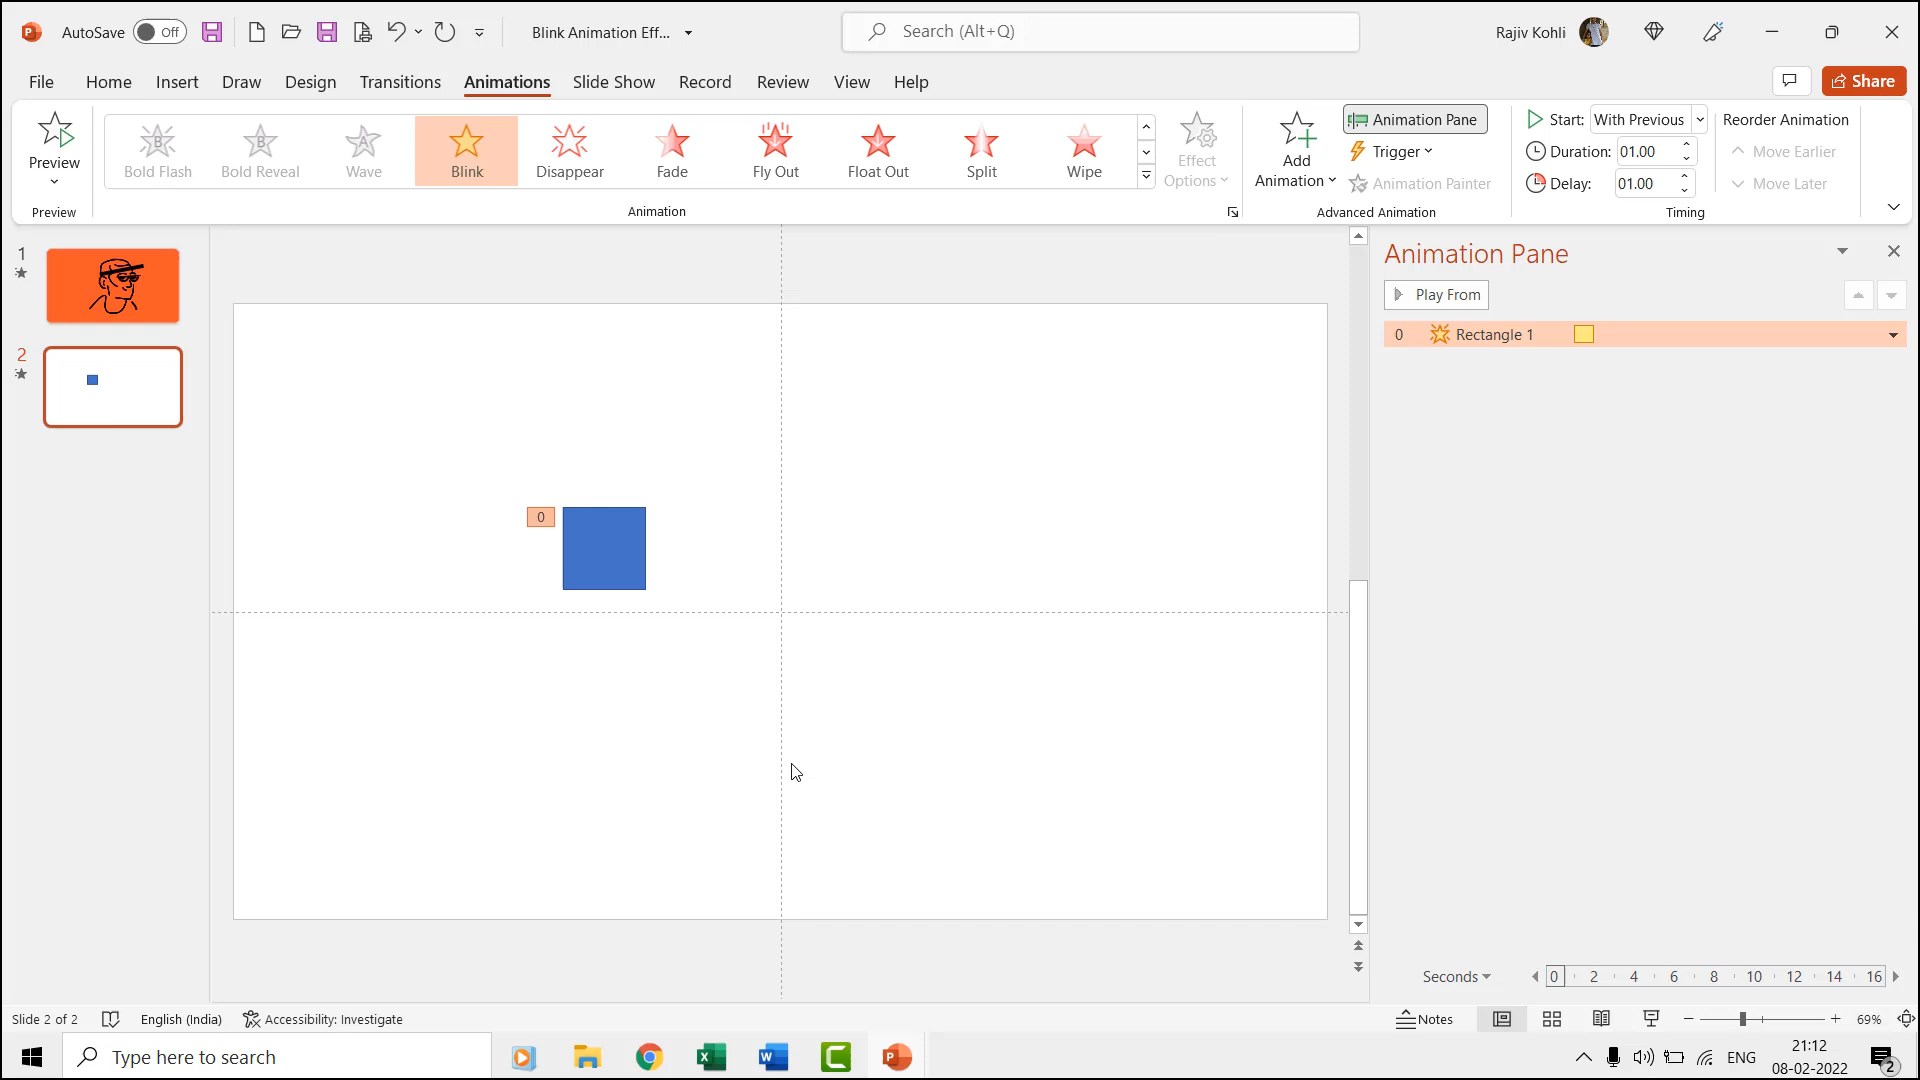 AutoSave Off Blink Animation Eff... Search (Alt+Q) Rajiv Kohli
File Home Insert Draw Design Transitions Animations Slide Show Record Review View Help Share
Preview
Bold Flash Bold Reveal Wave Blink Disappear Fade Fly Out Float Out Split Wipe
Effect
Options
Add
Animation
Animation Pane
Trigger
Animation Painter
Start: With Previous
Duration: 01.00
Delay: 01.00
Reorder Animation
Move Earlier
Move Later
Preview Animation Advanced Animation Timing
1
2
0
Animation Pane
Play From
0 Rectangle 1
Seconds 0 2 4 6 8 10 12 14 16
Slide 2 of 2 English (India) Accessibility: Investigate Notes 69%
Type here to search
ENG
21:12
08-02-2022
2